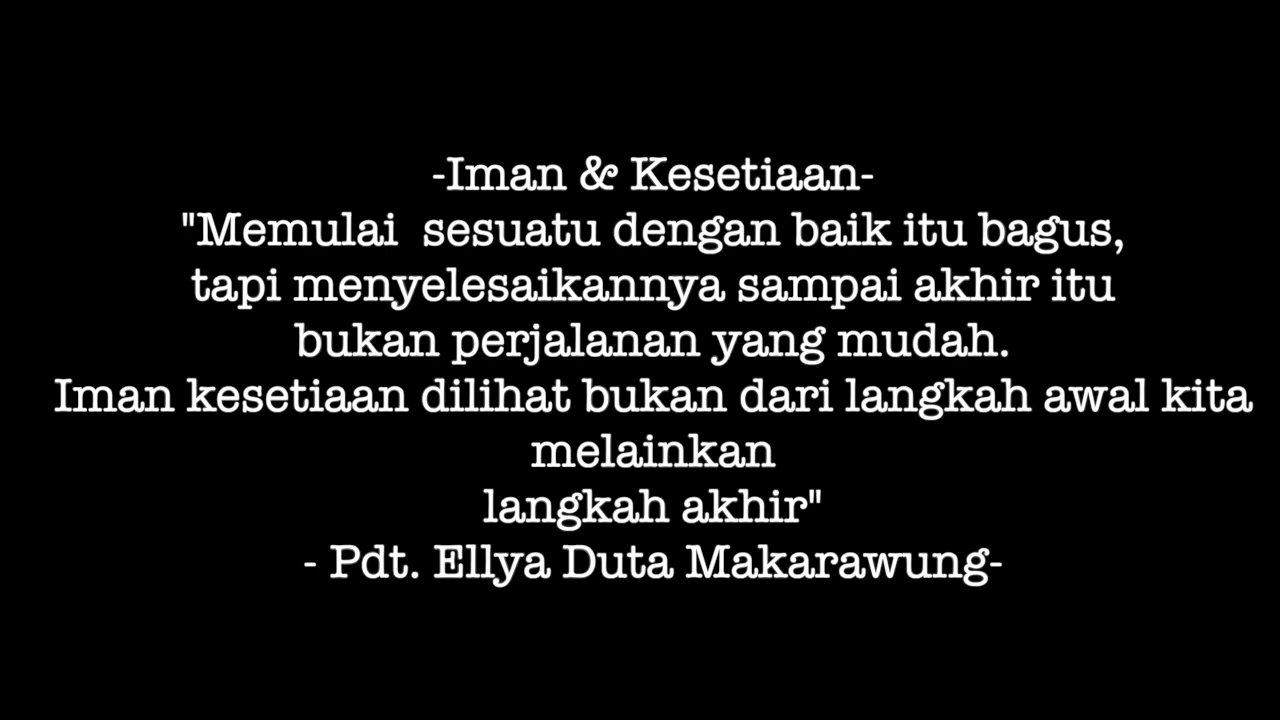 -Iman & Kesetiaan-
"Memulai  sesuatu dengan baik itu bagus,
tapi menyelesaikannya sampai akhir itu
bukan perjalanan yang mudah.
Iman kesetiaan dilihat bukan dari langkah awal kita
melainkan
langkah akhir"
- Pdt. Ellya Duta Makarawung-